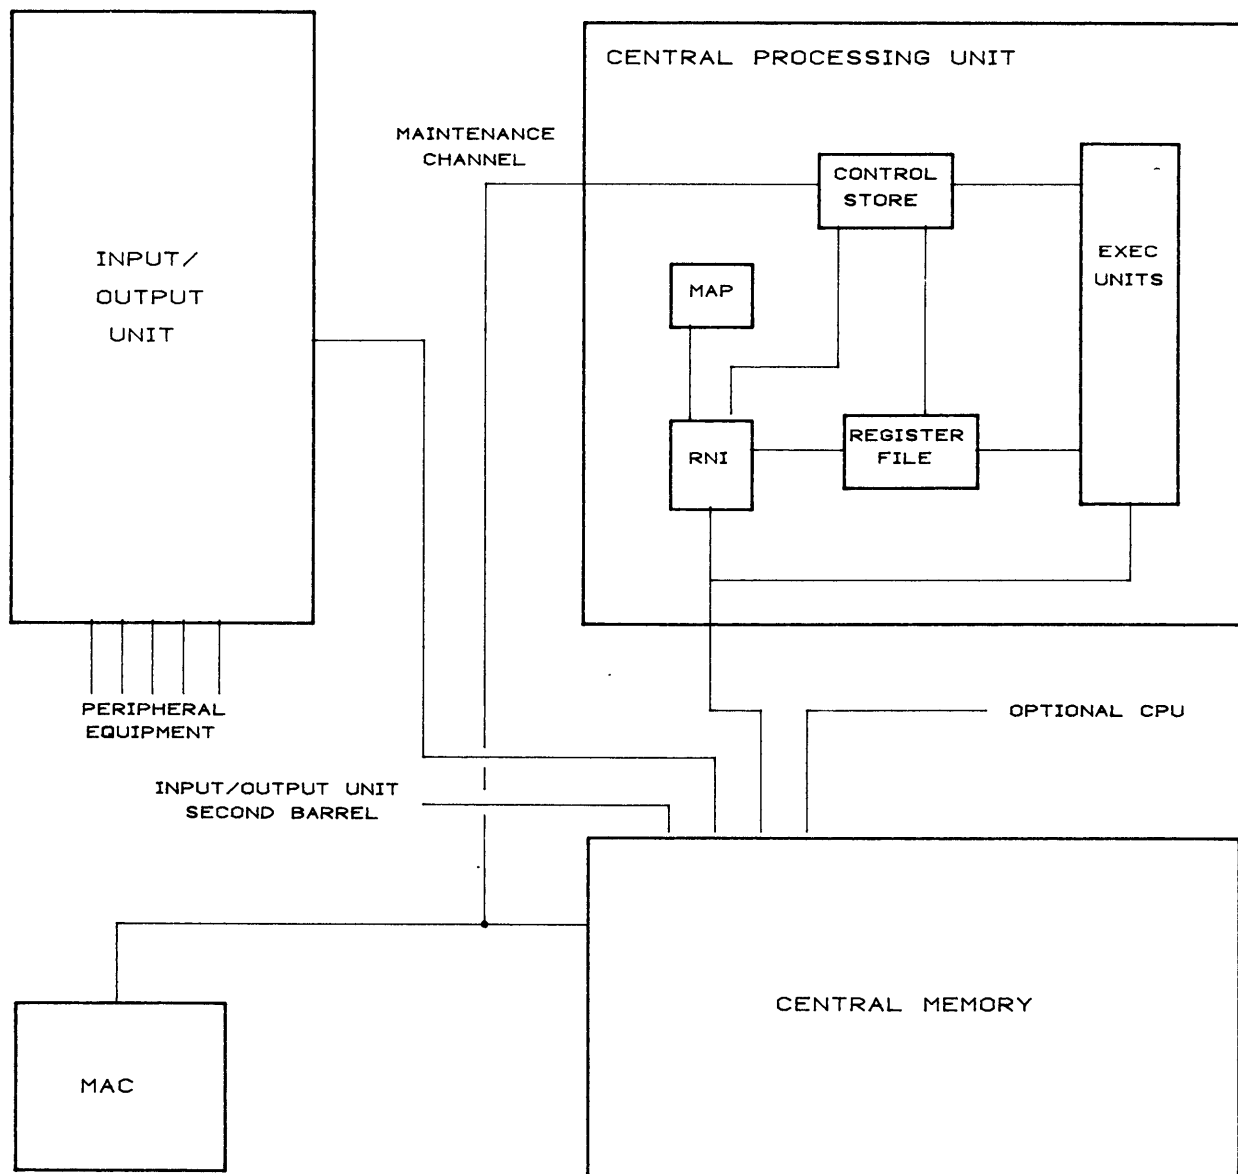 CENTRAL PROCESSING UNIT
MAINTENANCE
CHANNEL
CONTROL
STORE
INPUT/
OUTPUT
UNIT
EXEC
UNITS
MAP
REGISTER
FILE
RNI
PERIPHERAL
EQUIPMENT
OPTIONAL CPU
INPUT/OUTPUT UNIT
SECOND BARREL
CENTRAL MEMORY
MAC